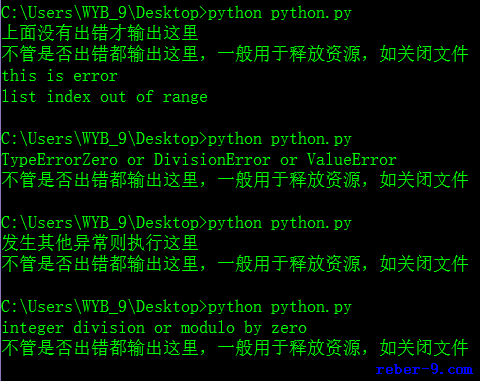 C:\Users\WYB_9\Desktop>python python.py
上面没有出错才输出这里
不管是否出错都输出这里，一般用于释放资源，如关闭文件
this is error
list index out of range
C:\Users\WYB_9\Desktop>python python.py
TypeErrorZero or DivisionError or ValueError
不管是否出错都输出这里，一般用于释放资源，如关闭文件
C:\Users\WYB_9\Desktop>python python.py
发生其他异常则执行这里
不管是否出错都输出这里，一般用于释放资源，如关闭文件
C:\Users\WYB_9\Desktop>python python.py
integer division or modulo by zero
不管是否出错都输出这里，一般用于释放资源，如关闭文件
reber-9.com